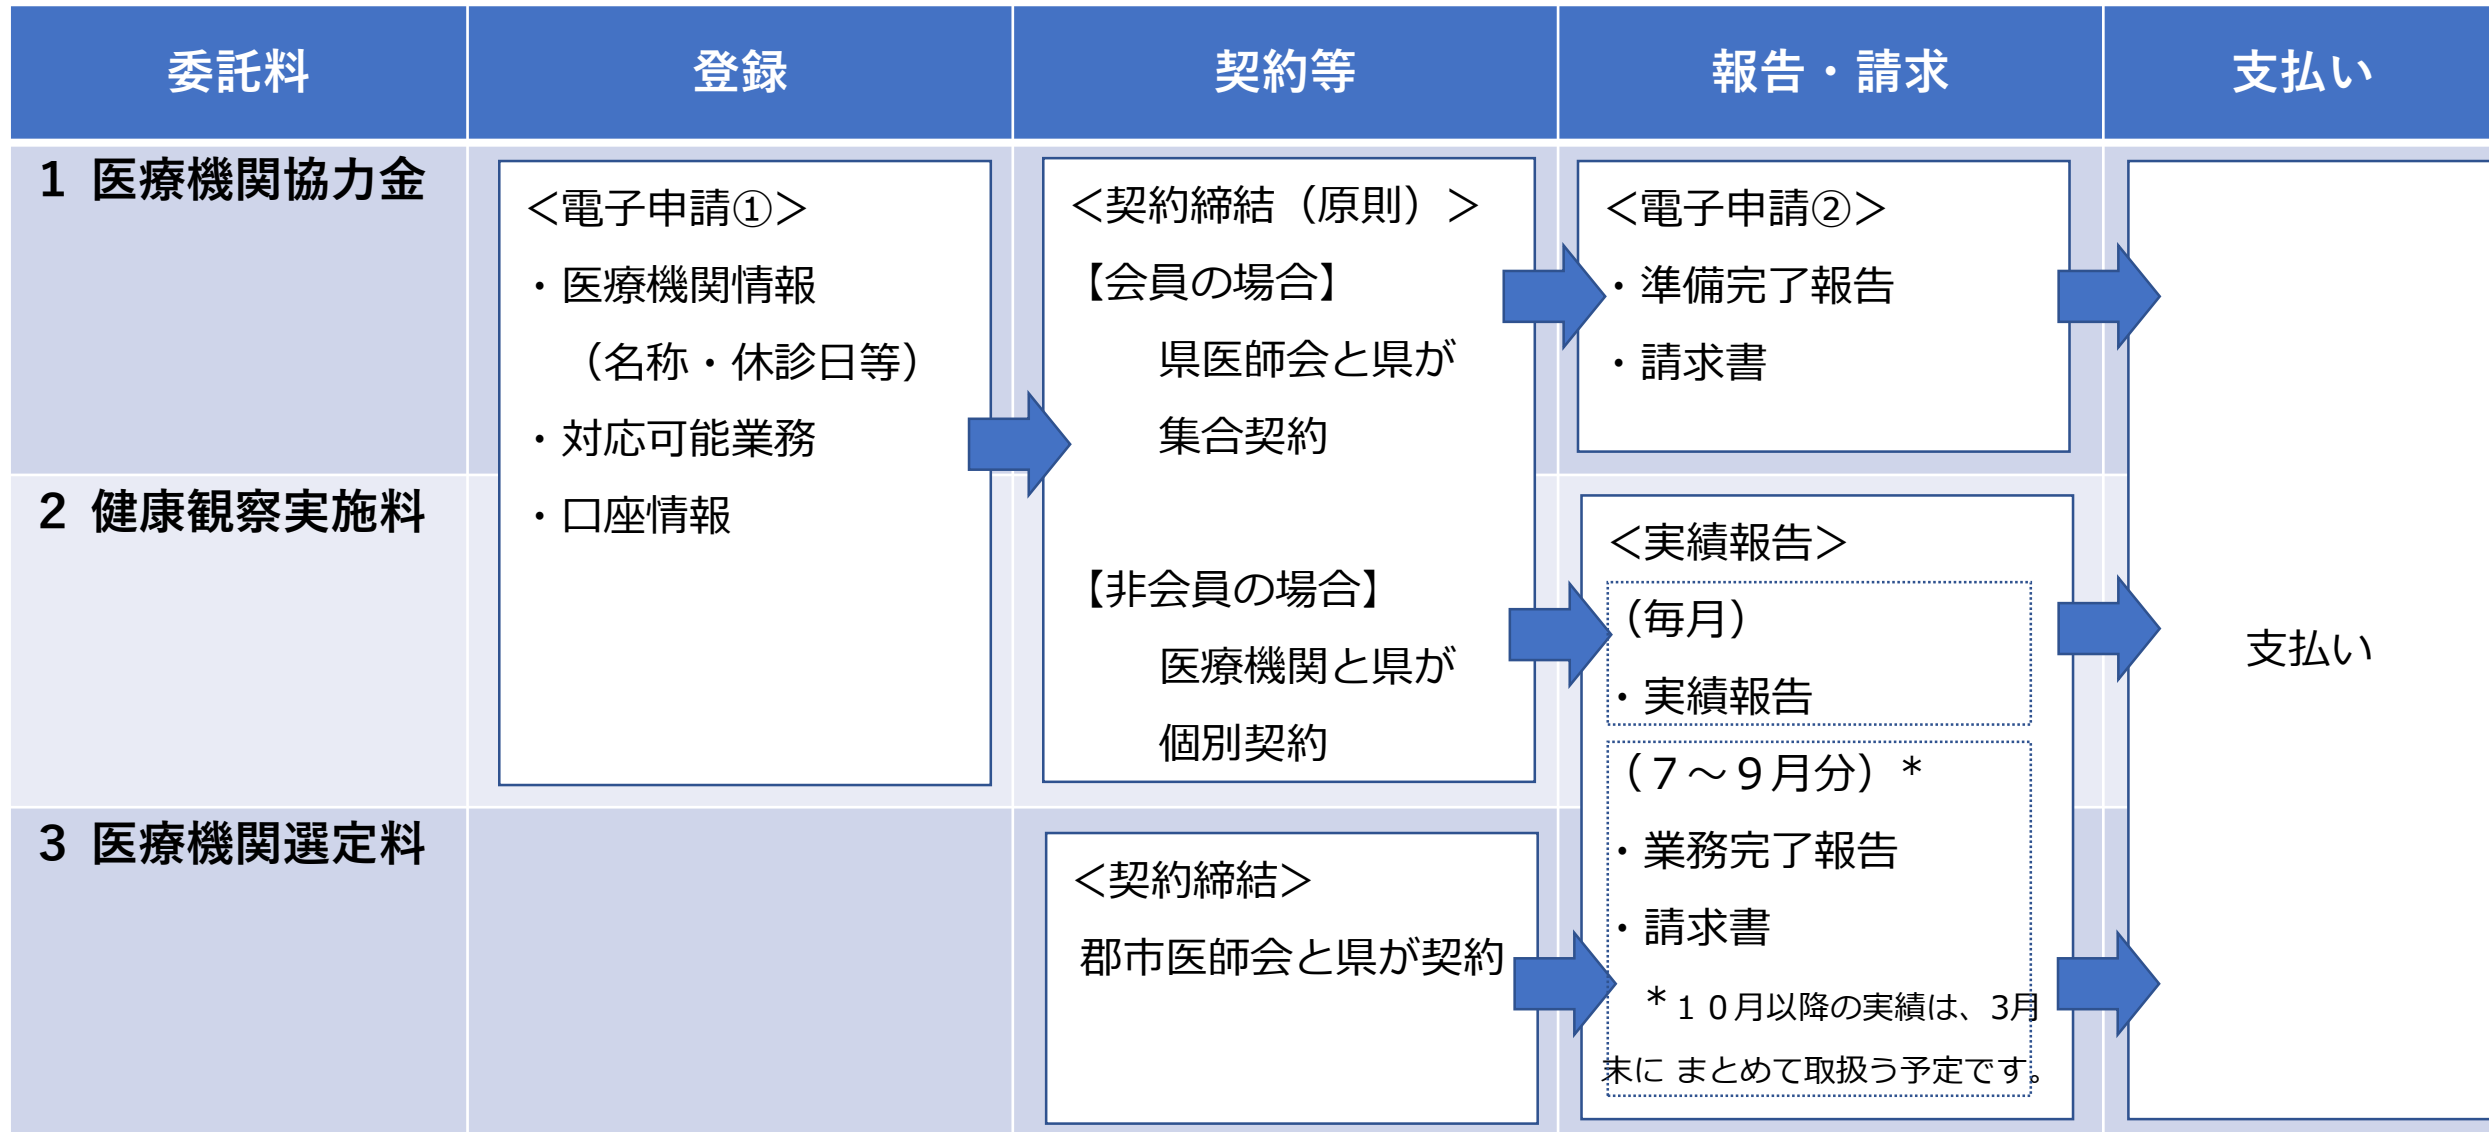 委託料
登録
契約等
報告・請求
支払い
1 医療機関協力金
＜電子申請①＞
・医療機関情報
（名称・休診日等）
・対応可能業務
・口座情報
＜契約締結（原則）＞
【会員の場合】
県医師会と県が
集合契約
【非会員の場合】
医療機関と県が
個別契約
＜電子申請②＞
・準備完了報告
・請求書
2 健康観察実施料
＜実績報告＞
（毎月）
・実績報告
（７～９月分）*
・業務完了報告
・請求書
*１０月以降の実績は、3月
末に まとめて取扱う予定です。
支払い
3 医療機関選定料
＜契約締結＞
郡市医師会と県が契約